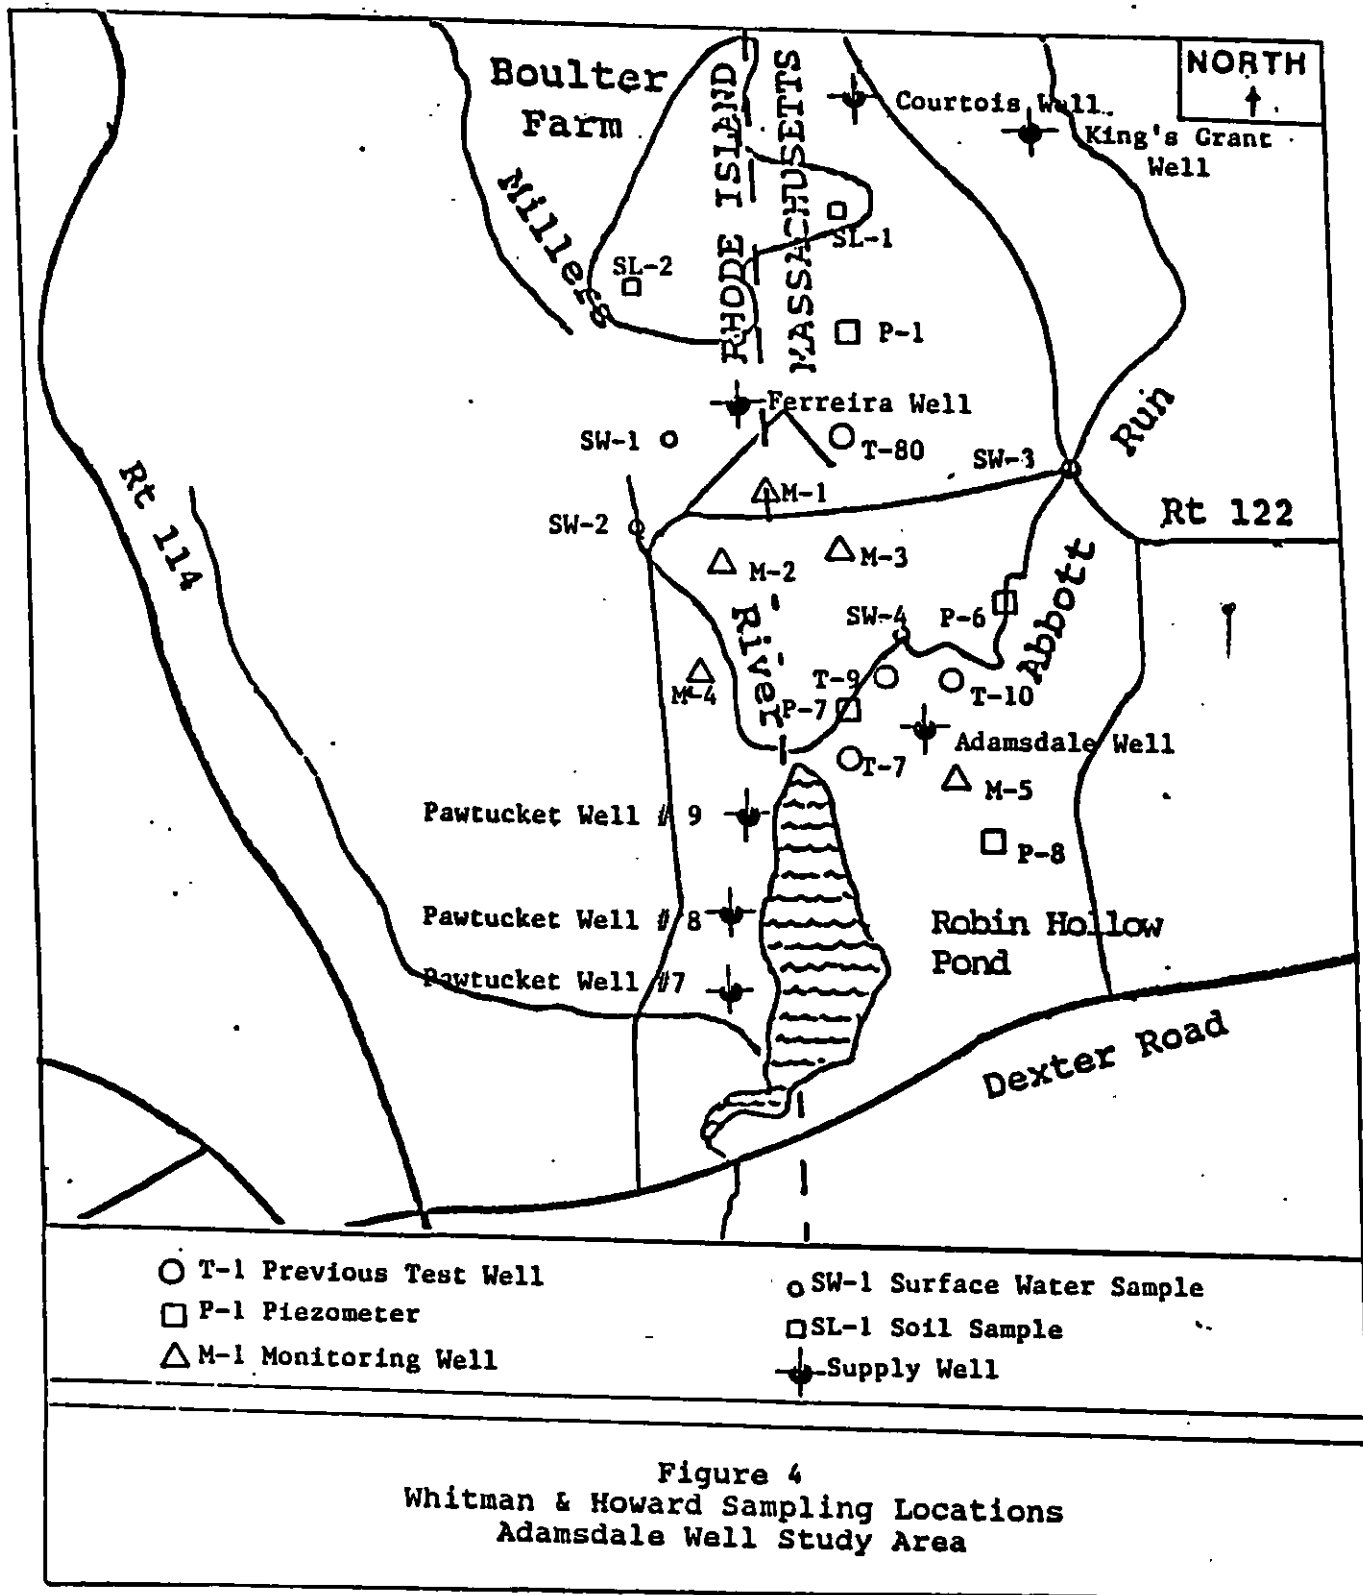 NORTH
Boulter
Farm
RHODE ISLAND
MASSACHUSETTS
Courtois Well
King's Grant
Well
Millers
SL-1
SL-2
P-1
Ferreira Well
SW-1
T-80
SW-3
Run
Rt 114
M-1
Rt 122
SW-2
M-2
M-3
River
SW-4
P-6
Abbott
M-4
T-9
T-10
P-7
Adamsdale Well
T-7
M-5
Pawtucket Well # 9
P-8
Pawtucket Well # 8
Robin Hollow
Pond
Pawtucket Well #7
Dexter Road
T-1 Previous Test Well
P-1 Piezometer
M-1 Monitoring Well
SW-1 Surface Water Sample
SL-1 Soil Sample
Supply Well
Figure 4
Whitman & Howard Sampling Locations
Adamsdale Well Study Area